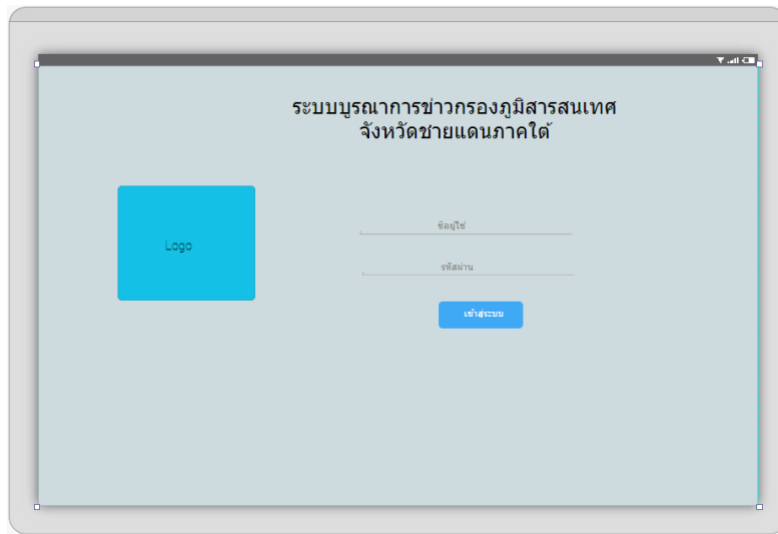 ระบบบูรณาการข่าวกรองภูมิสารสนเทศ
จังหวัดชายแดนภาคใต้
Logo
ชื่อยู่ใช่
รหัสผ่าน
เข้าสู่ระบบ